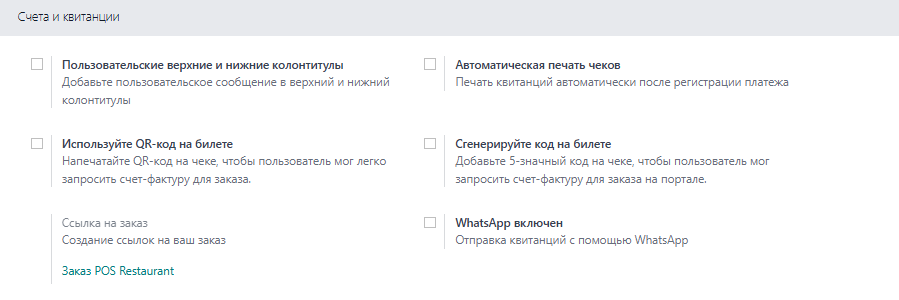 Счета и квитанции
Пользовательские верхние и нижние колонтитулы
Добавьте пользовательское сообщение в верхний и нижний
колонтитулы
Автоматическая печать чеков
Печать квитанций автоматически после регистрации платежа
Используйте QR-код на билете
Напечатайте QR-код на чеке, чтобы пользователь мог легко
запросить счет-фактуру для заказа.
Сгенерируйте код на билете
Добавьте 5-значный код на чеке, чтобы пользователь мог
запросить счет-фактуру для заказа на портале.
Ссылка на заказ
Создание ссылок на ваш заказ
Заказ POS Restaurant
WhatsApp включен
Отправка квитанций с помощью WhatsApp